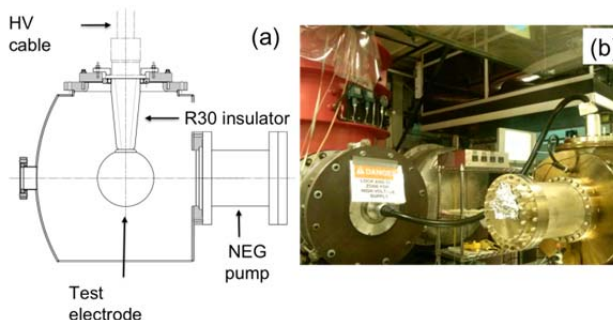 HV
cable
(a)
R30 insulator
NEG
pump
Test
electrode
(b)
DANGER